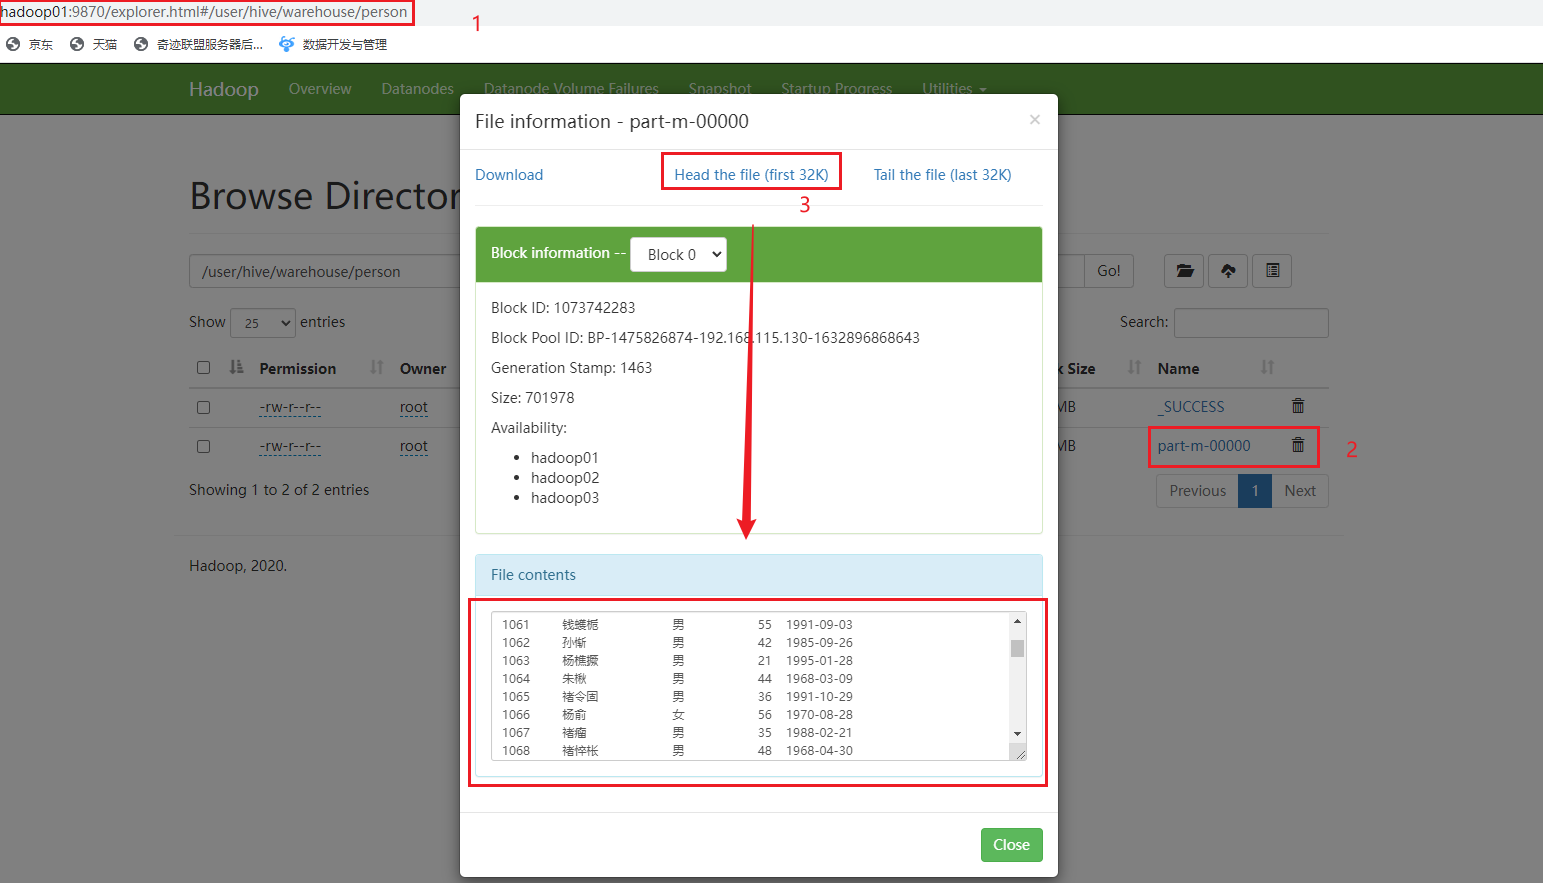 hadoop01:9870/explorer.html#/user/hive/warehouse/person
1
京东 天猫 奇迹联盟服务器后... 数据开发与管理
Hadoop Overview Datanodes Datanode Volume Failures Snapshot Startup Progress Utilities
File information - part-m-00000 ×
Download Head the file (first 32K) Tail the file (last 32K)
3
Browse Director
Block information -- Block 0
/user/hive/warehouse/person Go!
Show 25 entries Search:
Block ID: 1073742283
Block Pool ID: BP-1475826874-192.168.115.130-1632896868643
Generation Stamp: 1463
Size: 701978
Availability:
hadoop01
hadoop02
hadoop03
Permission Owner k Size Name
-rw-r--r-- root MB _SUCCESS
-rw-r--r-- root MB part-m-00000
2
Showing 1 to 2 of 2 entries Previous 1 Next
Hadoop, 2020.
File contents
1061 男 55 1991-09-03
1062 孙惭 男 42 1985-09-26
1063 杨樵撅 男 21 1995-01-28
1064 朱楸 男 44 1968-03-09
1065 褚令固 男 36 1991-10-29
1066 杨俞 女 56 1970-08-28
1067 褚瘤 男 35 1988-02-21
1068 褚悴枨 男 48 1968-04-30
Close